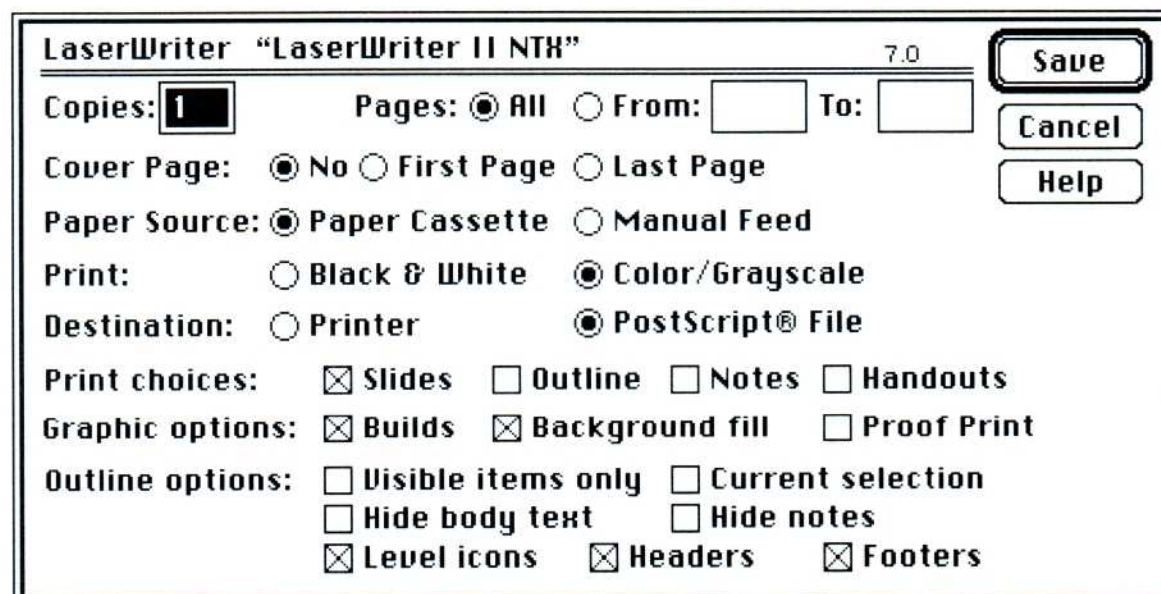 LaserWriter “LaserWriter II NTX” 7.0 Save
Copies: 1 Pages: All From: To: Cancel
Cover Page: No First Page Last Page Help
Paper Source: Paper Cassette Manual Feed
Print: Black & White Color/Grayscale
Destination: Printer PostScript® File
Print choices: Slides Outline Notes Handouts
Graphic options: Builds Background fill Proof Print
Outline options: Visible items only Current selection
Hide body text Hide notes
Level icons Headers Footers